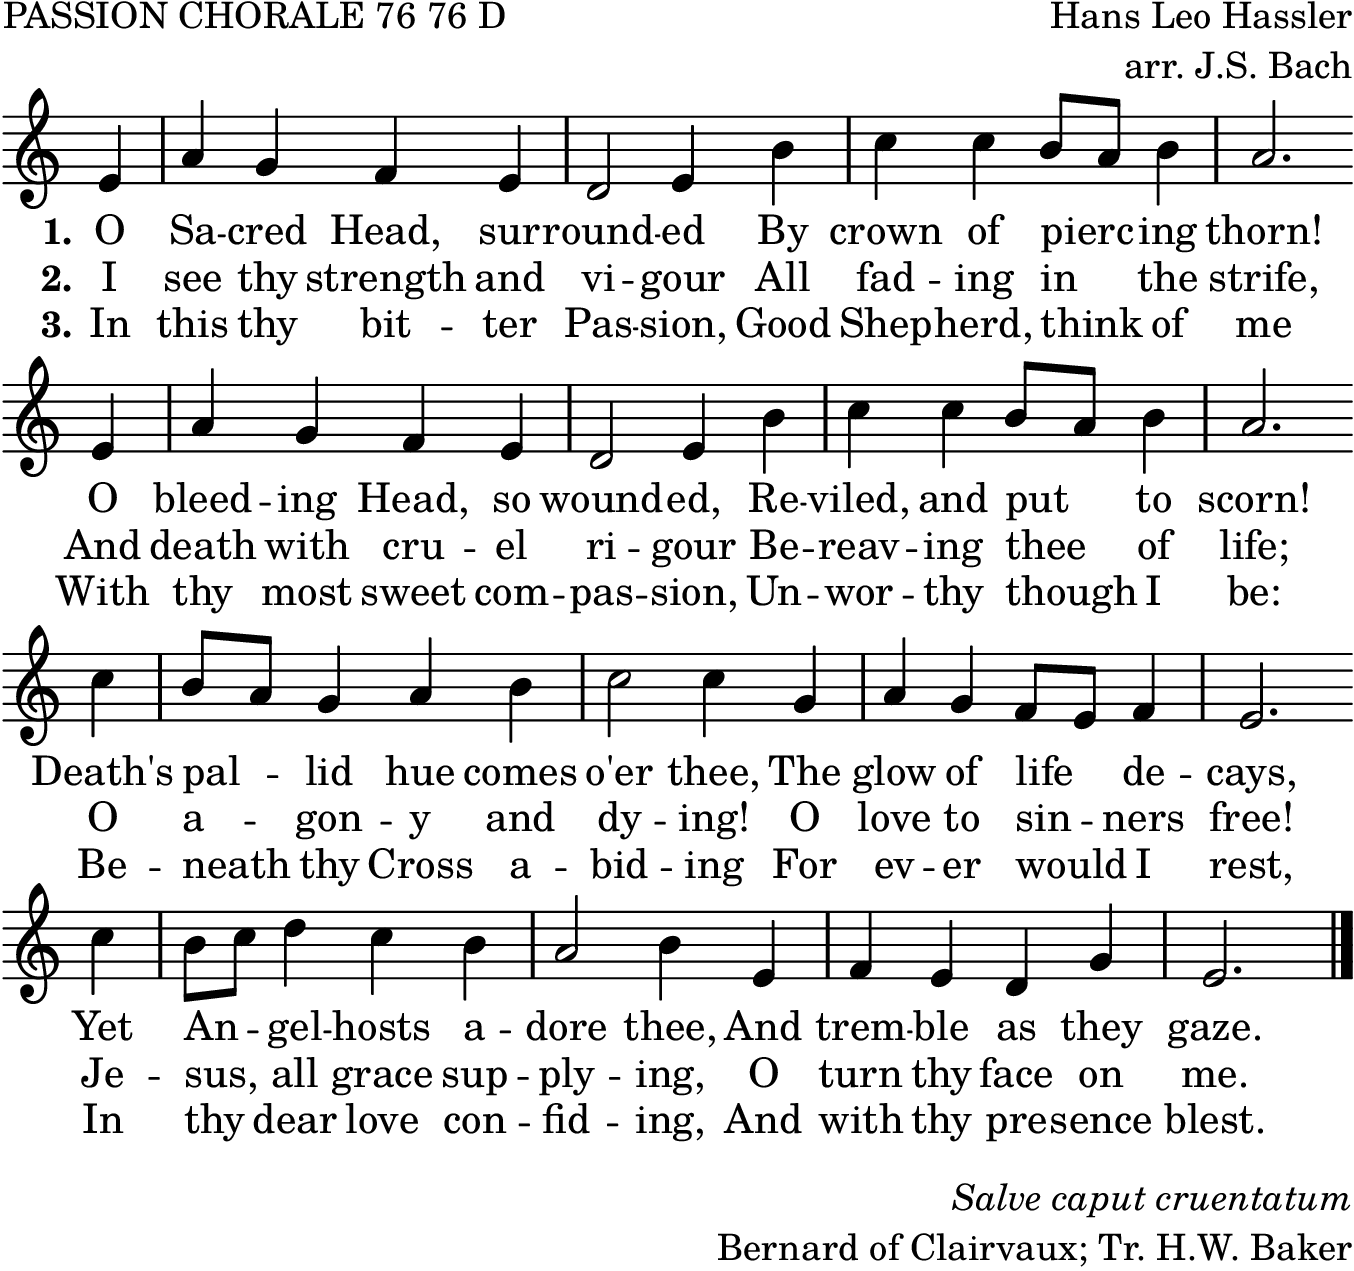 PASSION CHORALE 76 76 D
Hans Leo Hassler
arr. J.S. Bach
1. O Sa -- cred Head, surround -- ed By crown of pierc -- ing thorn!
2. I see thy strength and vi -- gour All fad -- ing in the strife,
3. In this thy bit -- ter Pas -- sion, Good Shepherd, think of me
O bleed -- ing Head, so wounded, Re -- viled, and put to scorn!
And death with cru -- el ri -- gour Be -- reav -- ing thee of life;
With thy most sweet com -- pas -- sion, Un -- wor -- thy though I be:
Death's pal -- lid hue comes o'er thee, The glow of life de -- cays,
O a -- gon -- y and dy -- ing! O love to sin -- ners free!
Be -- neath thy Cross a -- bid -- ing For ev -- er would I rest,
Yet An -- gel -- hosts a -- dore thee, And trem -- ble as they gaze.
Je -- sus, all grace sup -- ply -- ing, O turn thy face on me.
In thy dear love con -- fid -- ing, And with thy presence blest.
Salve caput cruentatum
Bernard of Clairvaux; Tr. H.W. Baker